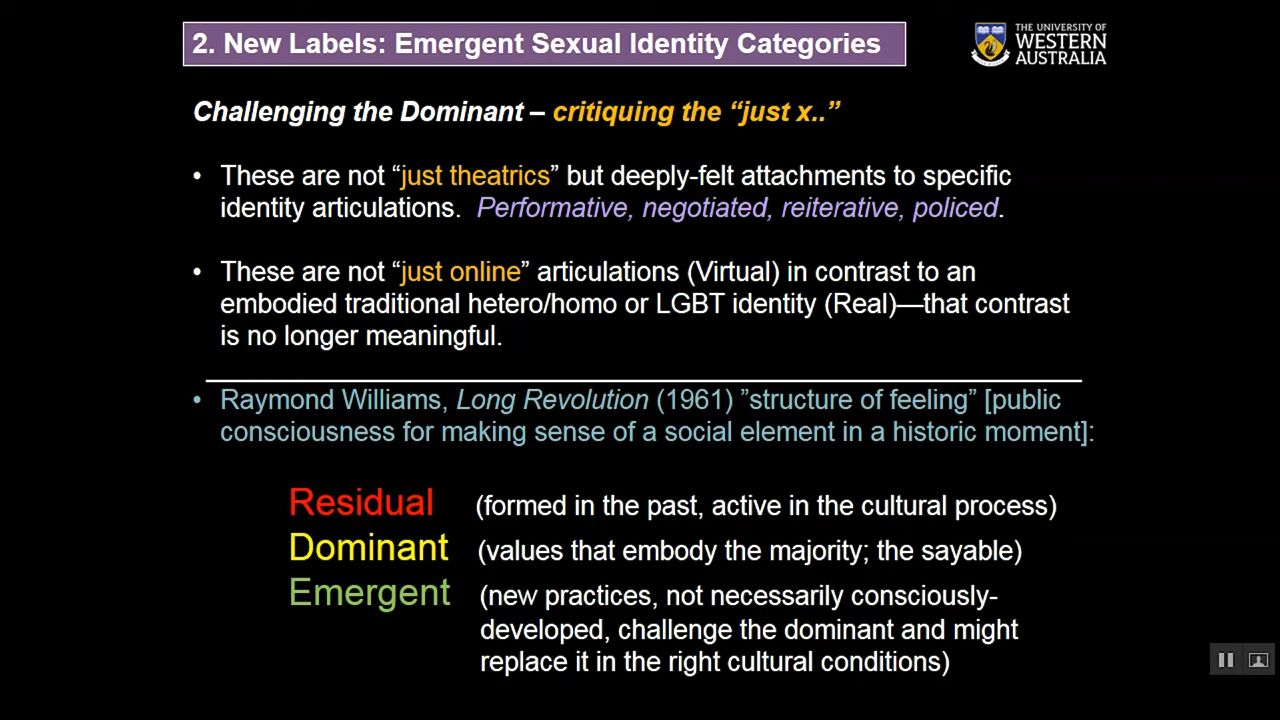 2. New Labels: Emergent Sexual Identity Categories
THE UNIVERSITY OF
WESTERN
AUSTRALIA
Challenging the Dominant – critiquing the “just x..”
• These are not “just theatrics” but deeply-felt attachments to specific
identity articulations. Performative, negotiated, reiterative, policed.
• These are not “just online” articulations (Virtual) in contrast to an
embodied traditional hetero/homo or LGBT identity (Real)—that contrast
is no longer meaningful.
• Raymond Williams, Long Revolution (1961) ”structure of feeling” [public
consciousness for making sense of a social element in a historic moment]:
Residual (formed in the past, active in the cultural process)
Dominant (values that embody the majority; the sayable)
Emergent (new practices, not necessarily consciously-
developed, challenge the dominant and might
replace it in the right cultural conditions)